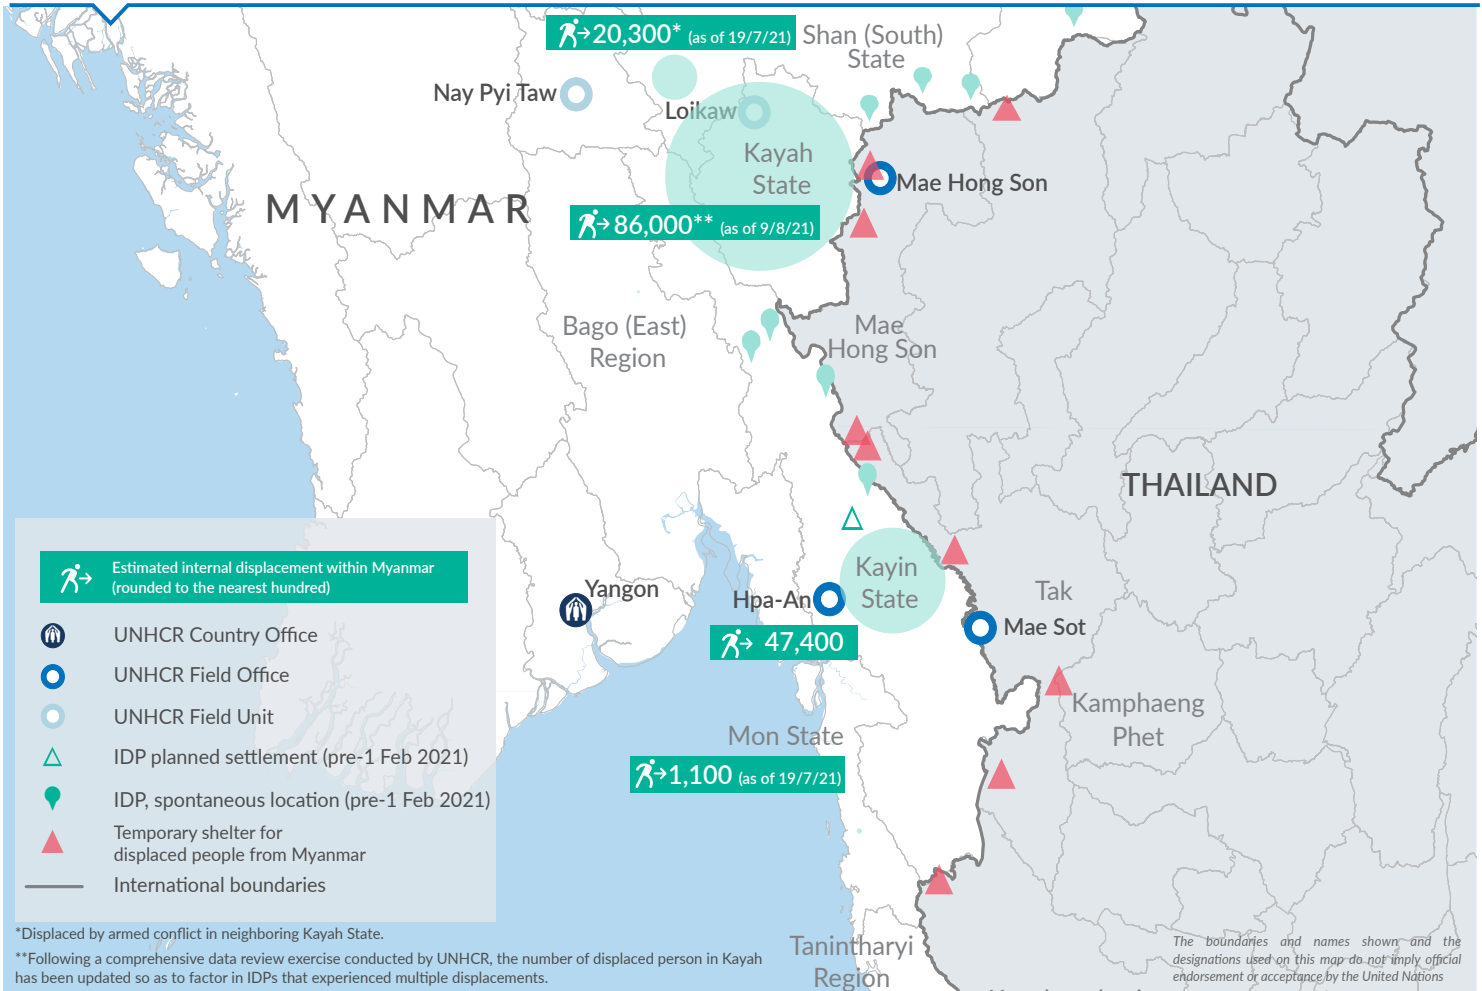 20,300* (as of 19/7/21)
Shan (South)
State
Nay Pyi Taw
Loikaw
Kayah
State
Mae Hong Son
MYANMAR
86,000** (as of 9/8/21)
Bago (East)
Region
Mae
Hong Son
THAILAND
Kayin
State
Yangon
Hpa-An
Tak
Mae Sot
47,400
Kamphaeng
Phet
Mon State
1,100 (as of 19/7/21)
Tanintharyi
Region
Estimated internal displacement within Myanmar
(rounded to the nearest hundred)
UNHCR Country Office
UNHCR Field Office
UNHCR Field Unit
IDP planned settlement (pre-1 Feb 2021)
IDP, spontaneous location (pre-1 Feb 2021)
Temporary shelter for
displaced people from Myanmar
International boundaries
*Displaced by armed conflict in neighboring Kayah State.
**Following a comprehensive data review exercise conducted by UNHCR, the number of displaced person in Kayah
has been updated so as to factor in IDPs that experienced multiple displacements.
The boundaries and names shown and the
designations used on this map do not imply official
endorsement or acceptance by the United Nations